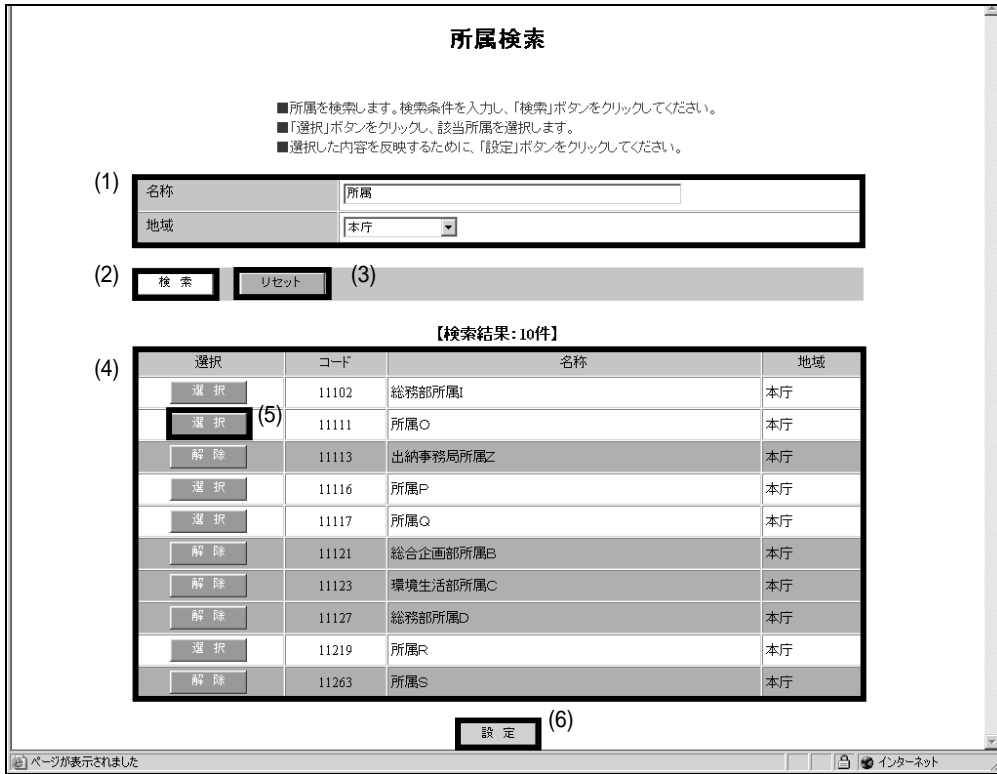 所属検索
■所属を検索します。検索条件を入力し、「検索」ボタンをクリックしてください。
■「選択」ボタンをクリックし、該当所属を選択します。
■選択した内容を反映するために、「設定」ボタンをクリックしてください。
(1) 名称 所属
地域 本庁
(2) 検 索 リセット (3)
【検索結果:10件】
(4) 選択 コード 名称 地域
選 択 11102 総務部所属I 本庁
選 択 (5) 11111 所属O 本庁
解 除 11113 出納事務局所属Z 本庁
選 択 11116 所属P 本庁
選 択 11117 所属Q 本庁
解 除 11121 総合企画部所属B 本庁
解 除 11123 環境生活部所属C 本庁
解 除 11127 総務部所属D 本庁
選 択 11219 所属R 本庁
解 除 11263 所属S 本庁
設 定 (6)
ページが表示されました インターネット